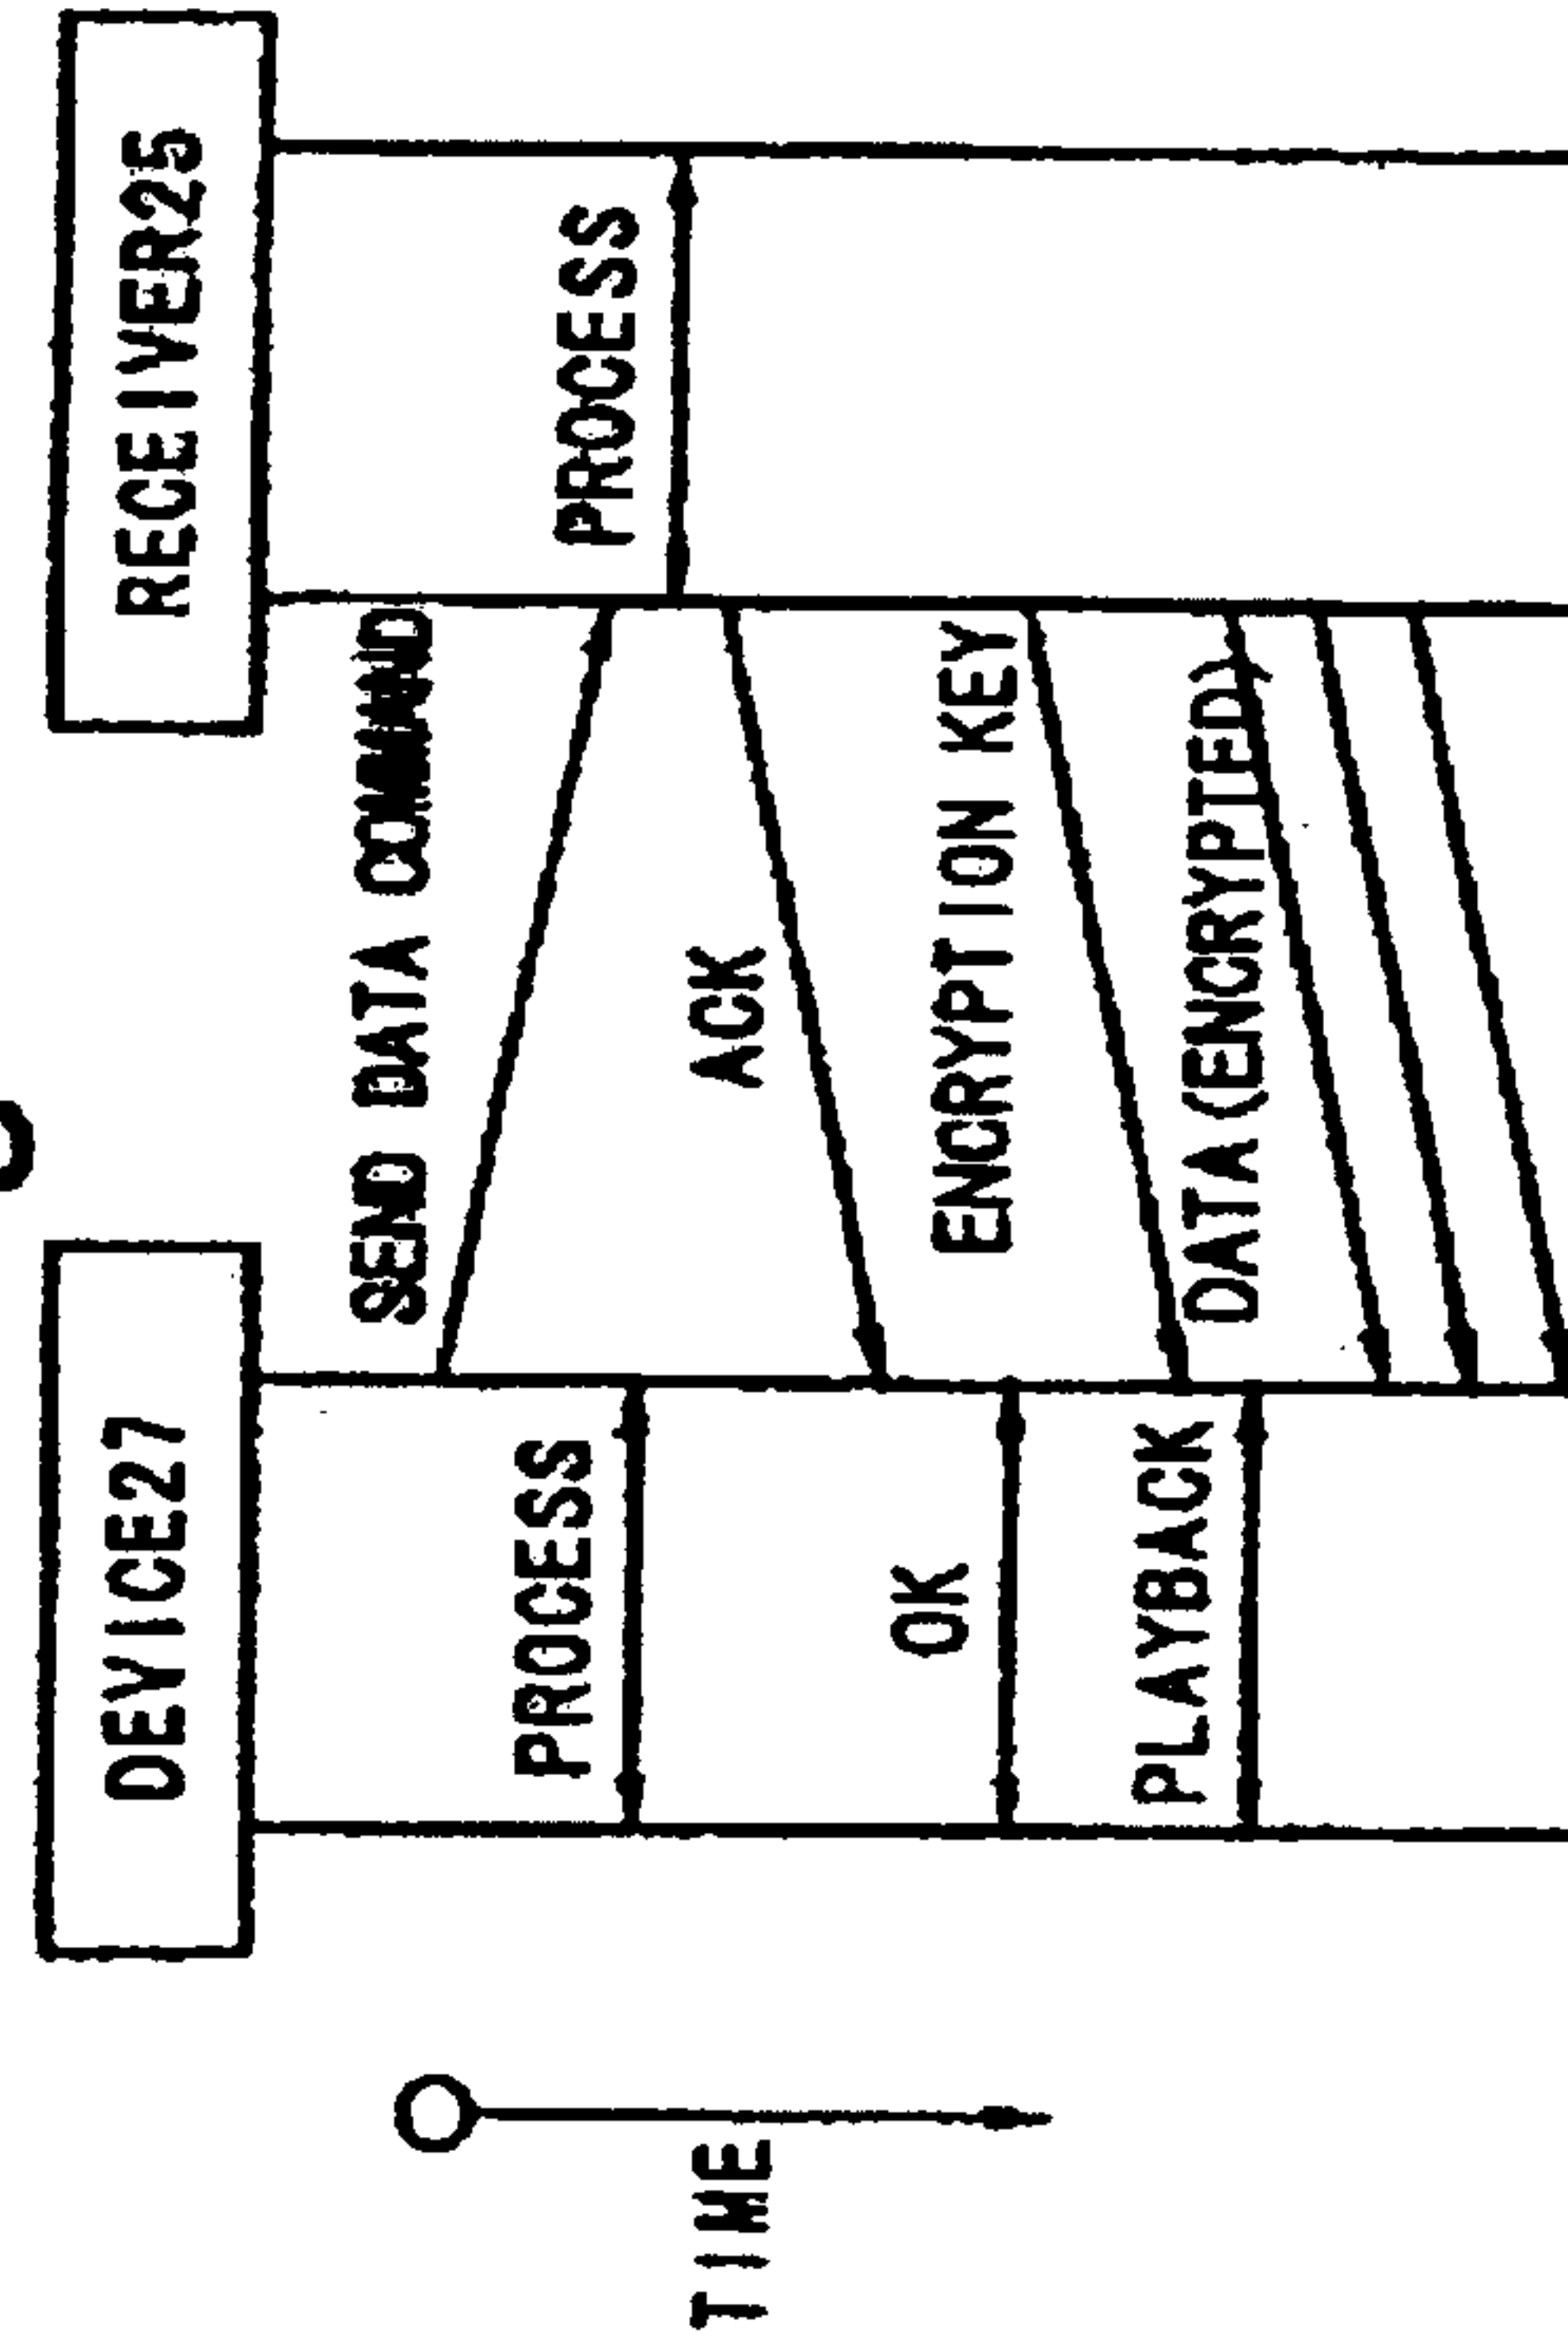 DEVICE27
RECEIVER25
SEND DATA COMMAND
PROCESS
PROCESS
TIME
ACK
OK
ENCRYPTION KEY
PLAYBACK
DATA(ENCRYPTED)